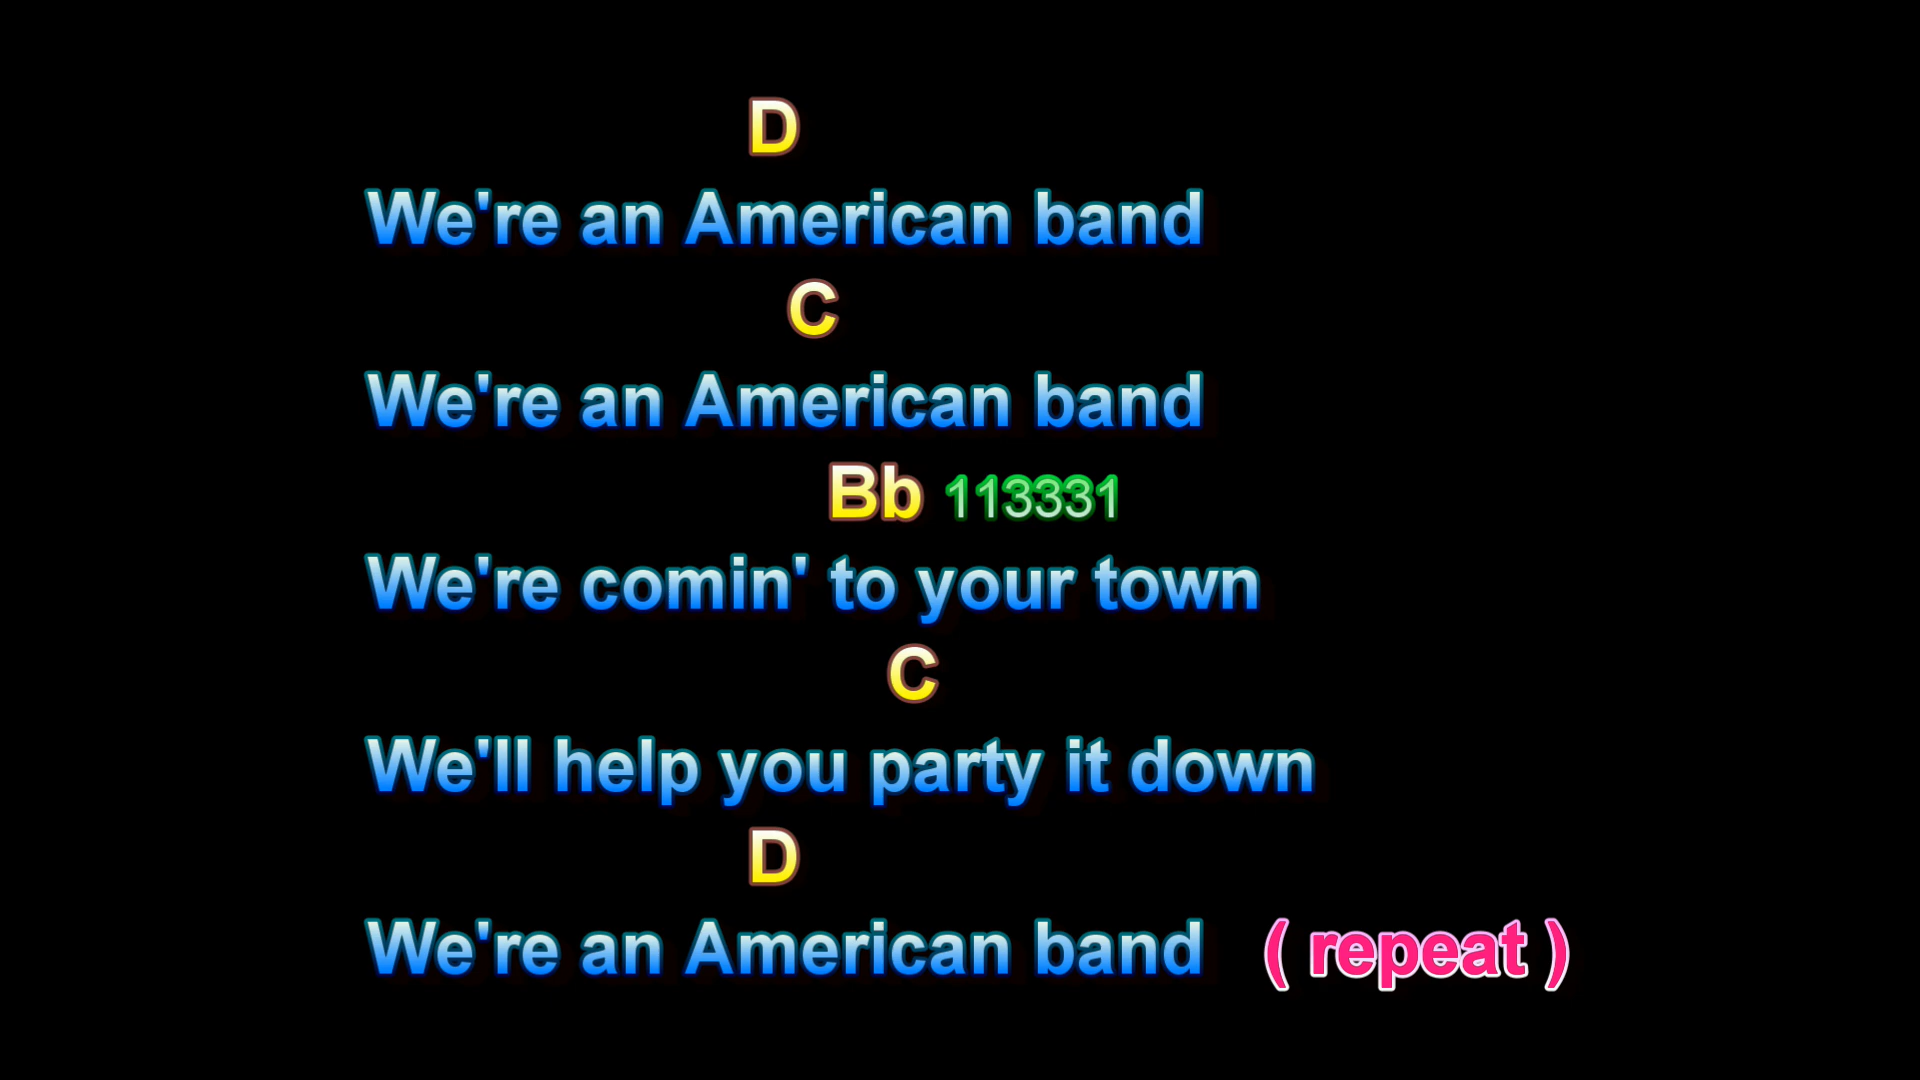 D
We're an American band
C
We're an American band
Bb 113331
We're comin' to your town
C
We'll help you party it down
D
We're an American band ( repeat )